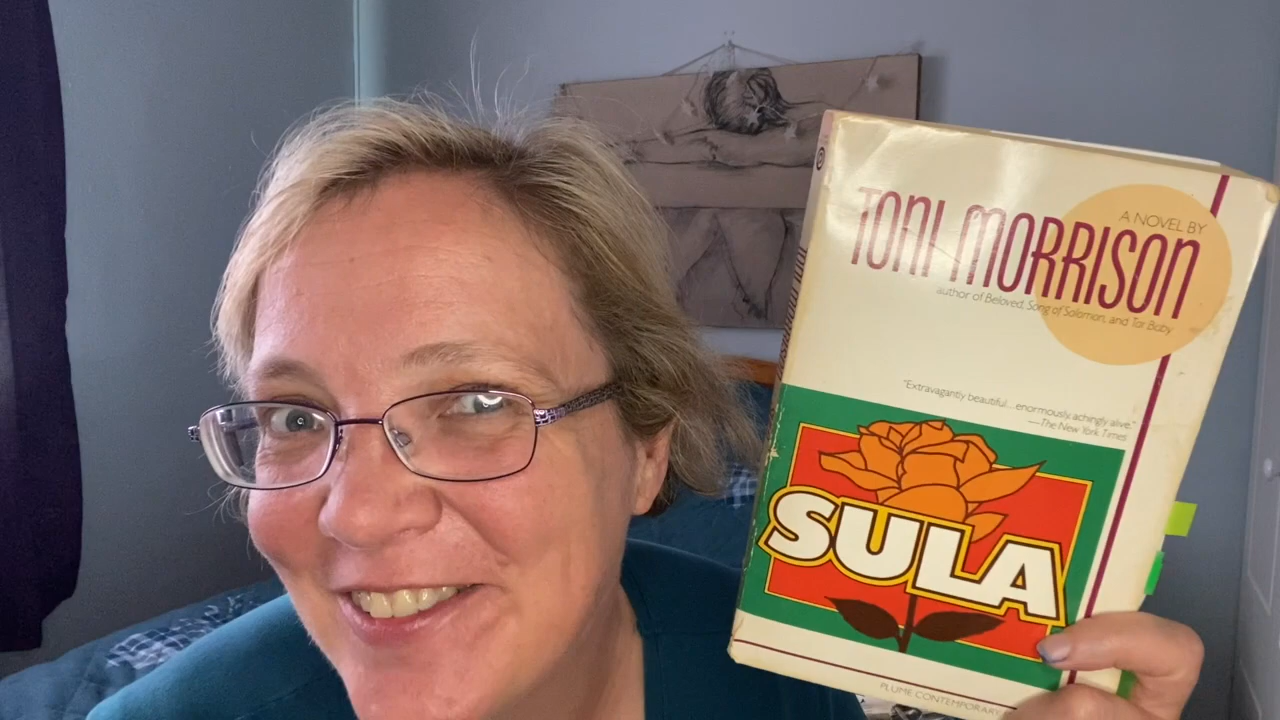 A NOVEL BY
TONI MORRISON
author of Beloved, Song of Solomon, and Tar Baby
"Extravagantly beautiful... enormously, achingly alive."
—The New York Times
SULA
PLUME CONTEMPORARY